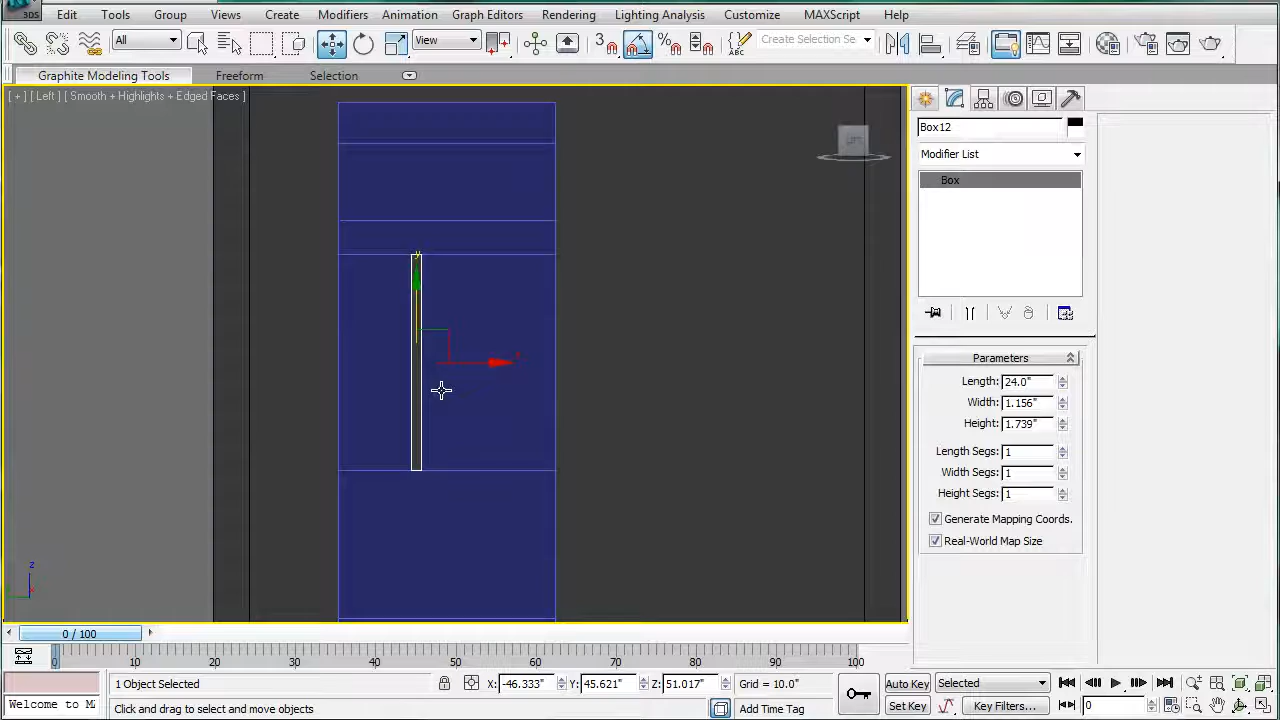 3DS
Edit Tools Group Views Create Modifiers Animation Graph Editors Rendering Lighting Analysis Customize MAXScript Help
All View 3 Create Selection Se
Graphite Modeling Tools Freeform Selection
[ + ] [ Left ] [ Smooth + Highlights + Edged Faces ]
Box12
Modifier List
Box
y
x
Parameters
Length: 24.0"
Width: 1.156"
Height: 1.739"
Length Segs: 1
Width Segs: 1
Height Segs: 1
Generate Mapping Coords.
Real-World Map Size
z
x
0 / 100
0 10 20 30 40 50 60 70 80 90 100
1 Object Selected X: -46.333" Y: 45.621" Z: 51.017" Grid = 10.0" Auto Key Selected
Welcome to M Click and drag to select and move objects Add Time Tag Set Key Key Filters... 0